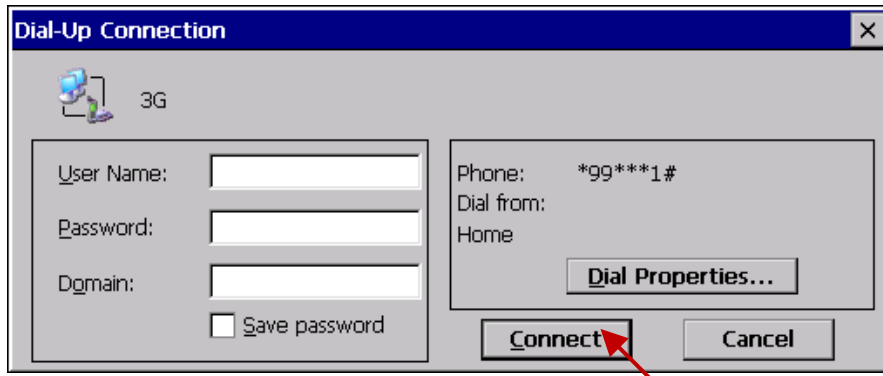 Dial-Up Connection
3G
User Name:
Password:
Domain:
Save password
Phone: *99***1#
Dial from:
Home
Dial Properties...
Connect
Cancel